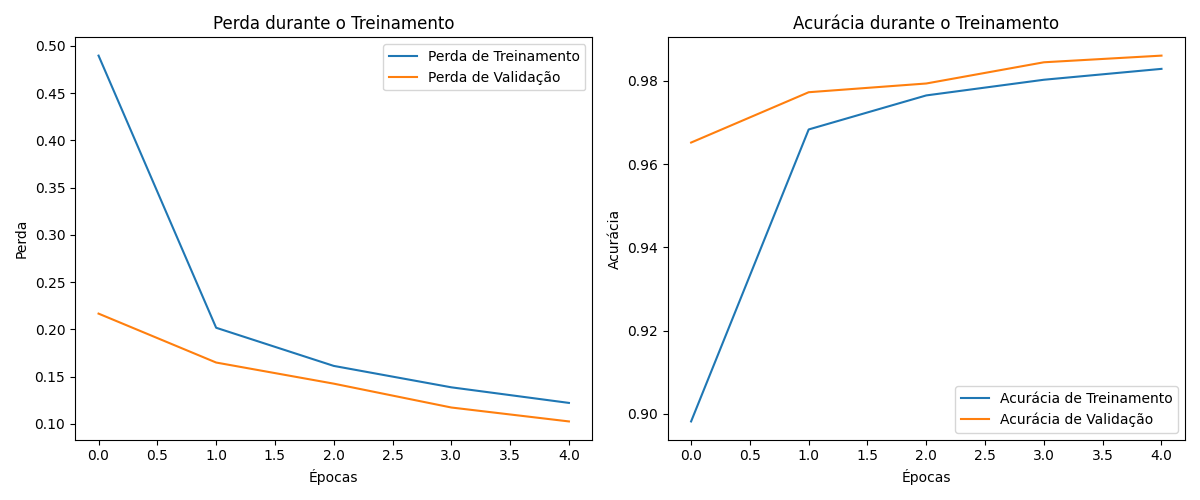 Perda durante o Treinamento
0.50
0.45
0.40
0.35
0.30
0.25
0.20
0.15
0.10
Perda
Perda de Treinamento
Perda de Validação
0.0 0.5 1.0 1.5 2.0 2.5 3.0 3.5 4.0
Épocas
Acurácia durante o Treinamento
0.98
0.96
0.94
0.92
0.90
Acurácia
Acurácia de Treinamento
Acurácia de Validação
0.0 0.5 1.0 1.5 2.0 2.5 3.0 3.5 4.0
Épocas